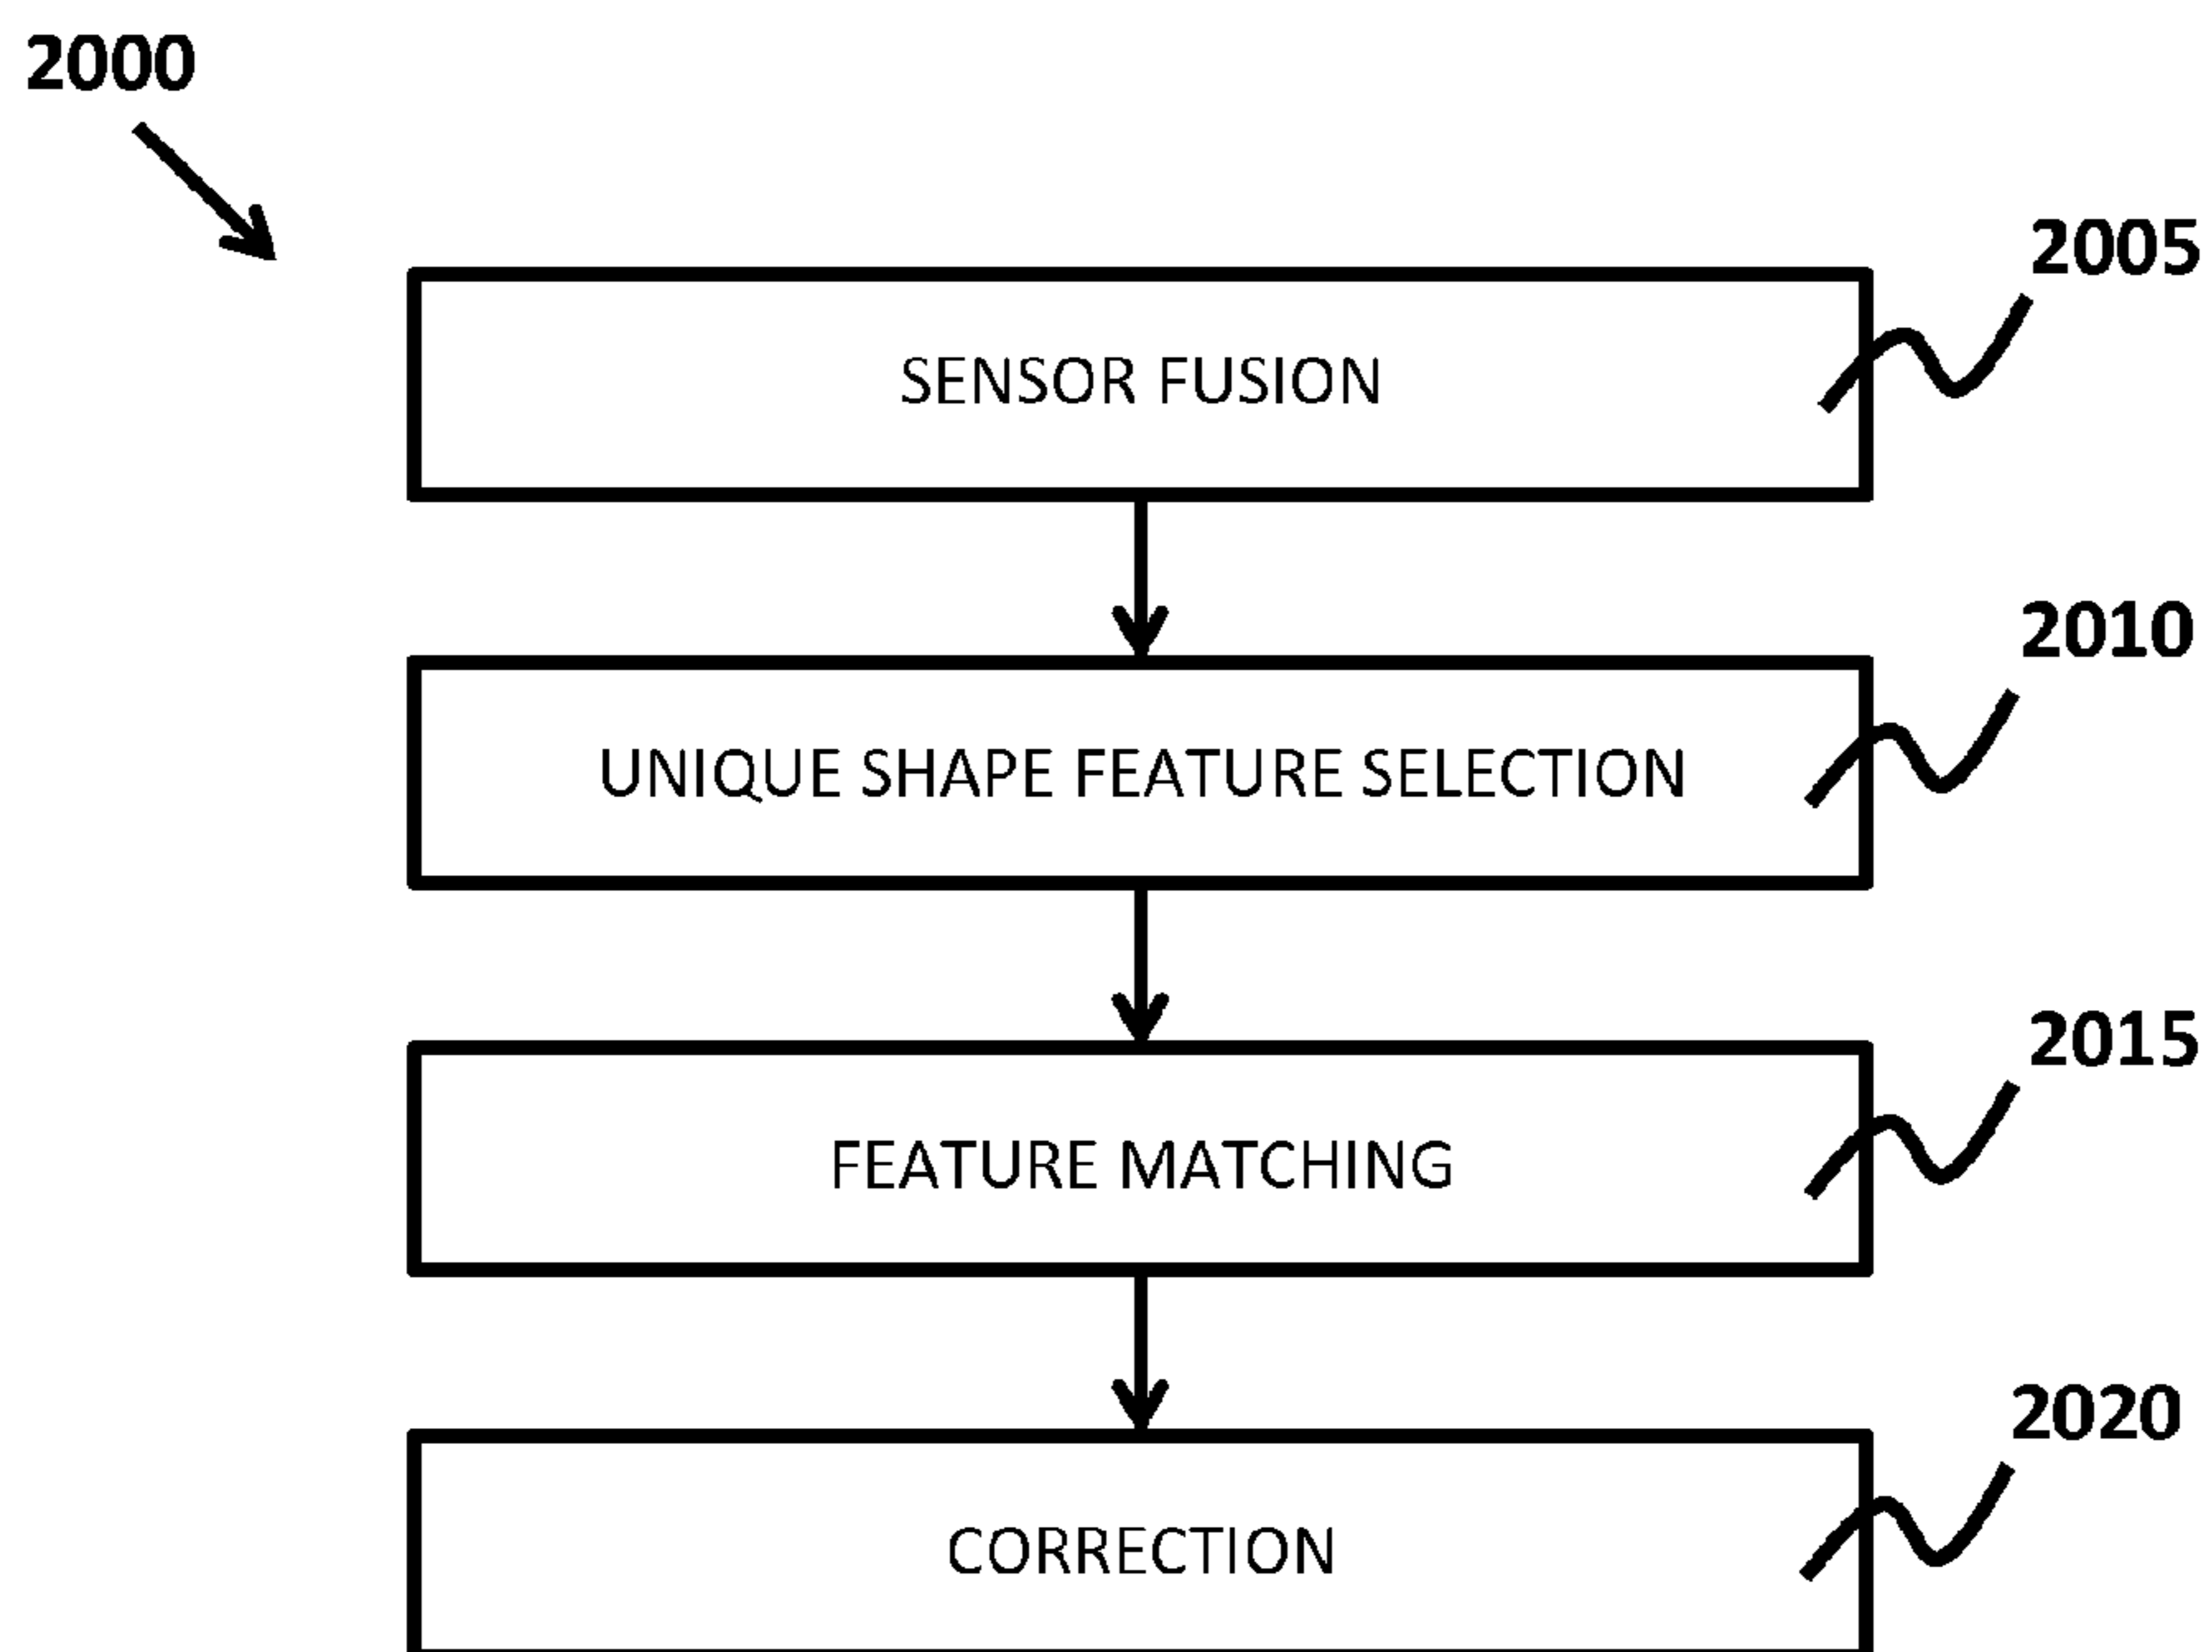 2000
2005
SENSOR FUSION
2010
UNIQUE SHAPE FEATURE SELECTION
2015
FEATURE MATCHING
2020
CORRECTION